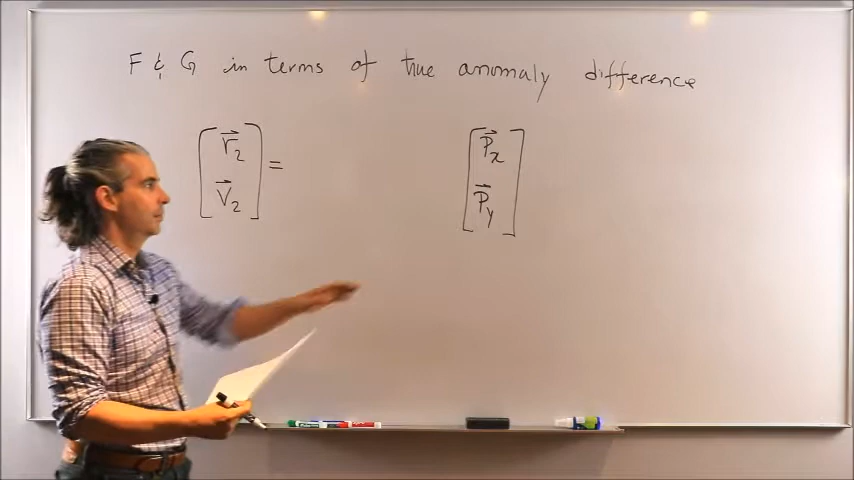 F & G in terms of true anomaly difference
[r⃗2 v⃗2] = [P⃗x P⃗y]